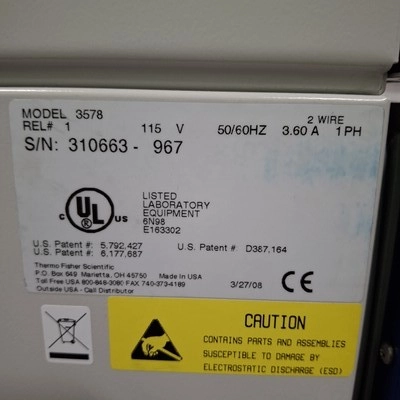 MODEL 3578
REL# 1 115 V 50/60HZ 2 WIRE 3.60 A 1PH
S/N: 310663 - 967
C UL US
LISTED
LABORATORY
EQUIPMENT
6N98
E163302
U.S. Patent #: 5,792,427 U.S. Patent #: D387,164
U.S. Patent #: 6,177,687
Thermo Fisher Scientific
P.O. Box 649 Marietta, OH 45750 Made In USA
Toll Free USA 800-848-3080 FAX 740-373-4189
Outside USA - Call Distributor
3/27/08 CE
CAUTION
CONTAINS PARTS AND ASSEMBLIES
SUSCEPTIBLE TO DAMAGE BY
ELECTROSTATIC DISCHARGE (ESD)